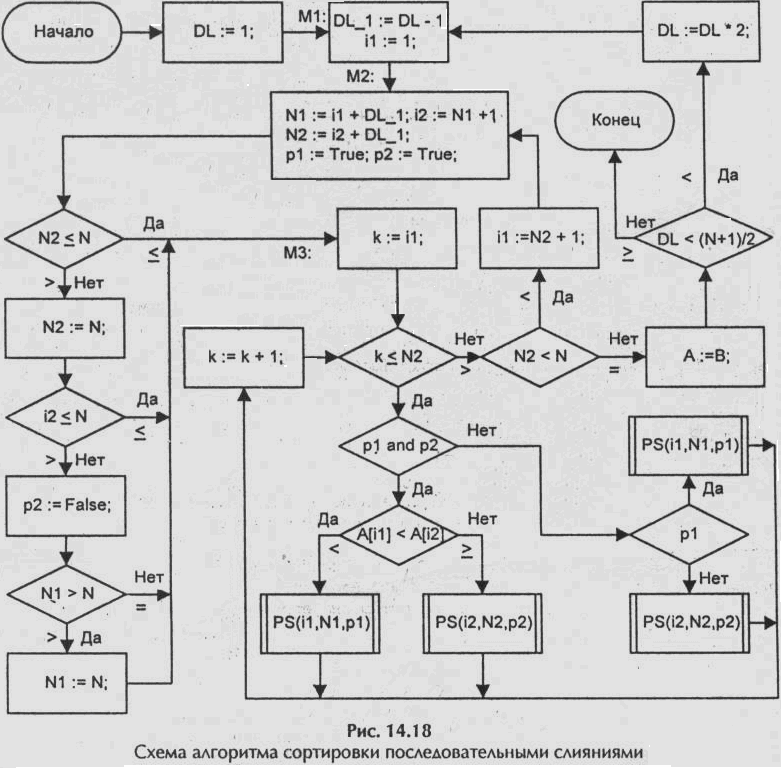 Начало
DL := 1;
M1:
DL_1 := DL - 1
i1 := 1;
DL :=DL * 2;
M2:
N1 := i1 + DL_1; i2 := N1 +1
N2 := i2 + DL_1;
p1 := True; p2 := True;
Конец
< Да
N2 ≤ N
Да
≤
M3:
k := i1;
i1 :=N2 + 1;
Нет
≥
DL < (N+1)/2
> Нет
N2 := N;
< Да
k := k + 1;
k ≤ N2
Нет
>
N2 < N
Нет
=
A :=B;
i2 ≤ N
Да
≤
Да
> Нет
p1 and p2
Нет
PS(i1,N1,p1)
p2 := False;
Да
Да
A[i1] < A[i2]
Да
<
Нет
≥
p1
N1 > N
Нет
=
Нет
> Да
PS(i1,N1,p1)
PS(i2,N2,p2)
PS(i2,N2,p2)
N1 := N;
Рис. 14.18
Схема алгоритма сортировки последовательными слияниями